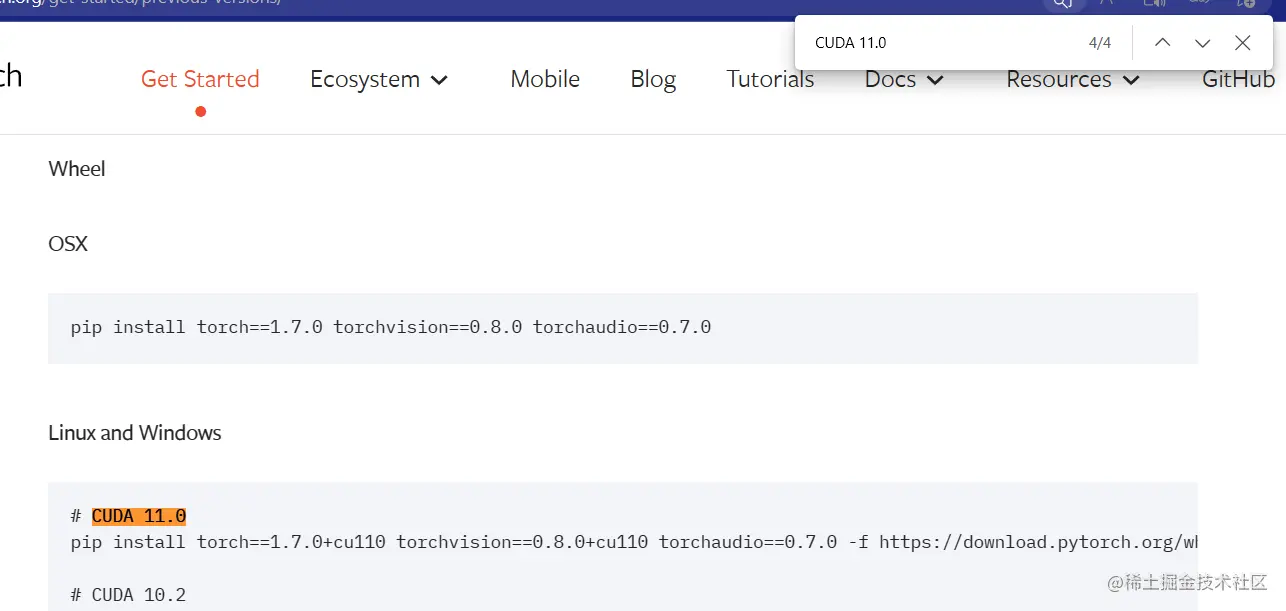 ch.org/get-started/previous-versions/
CUDA 11.0 4/4
ch Get Started Ecosystem Mobile Blog Tutorials Docs Resources GitHub
Wheel
OSX
pip install torch==1.7.0 torchvision==0.8.0 torchaudio==0.7.0
Linux and Windows
# CUDA 11.0
pip install torch==1.7.0+cu110 torchvision==0.8.0+cu110 torchaudio==0.7.0 -f https://download.pytorch.org/wh
# CUDA 10.2
@稀土掘金技术社区